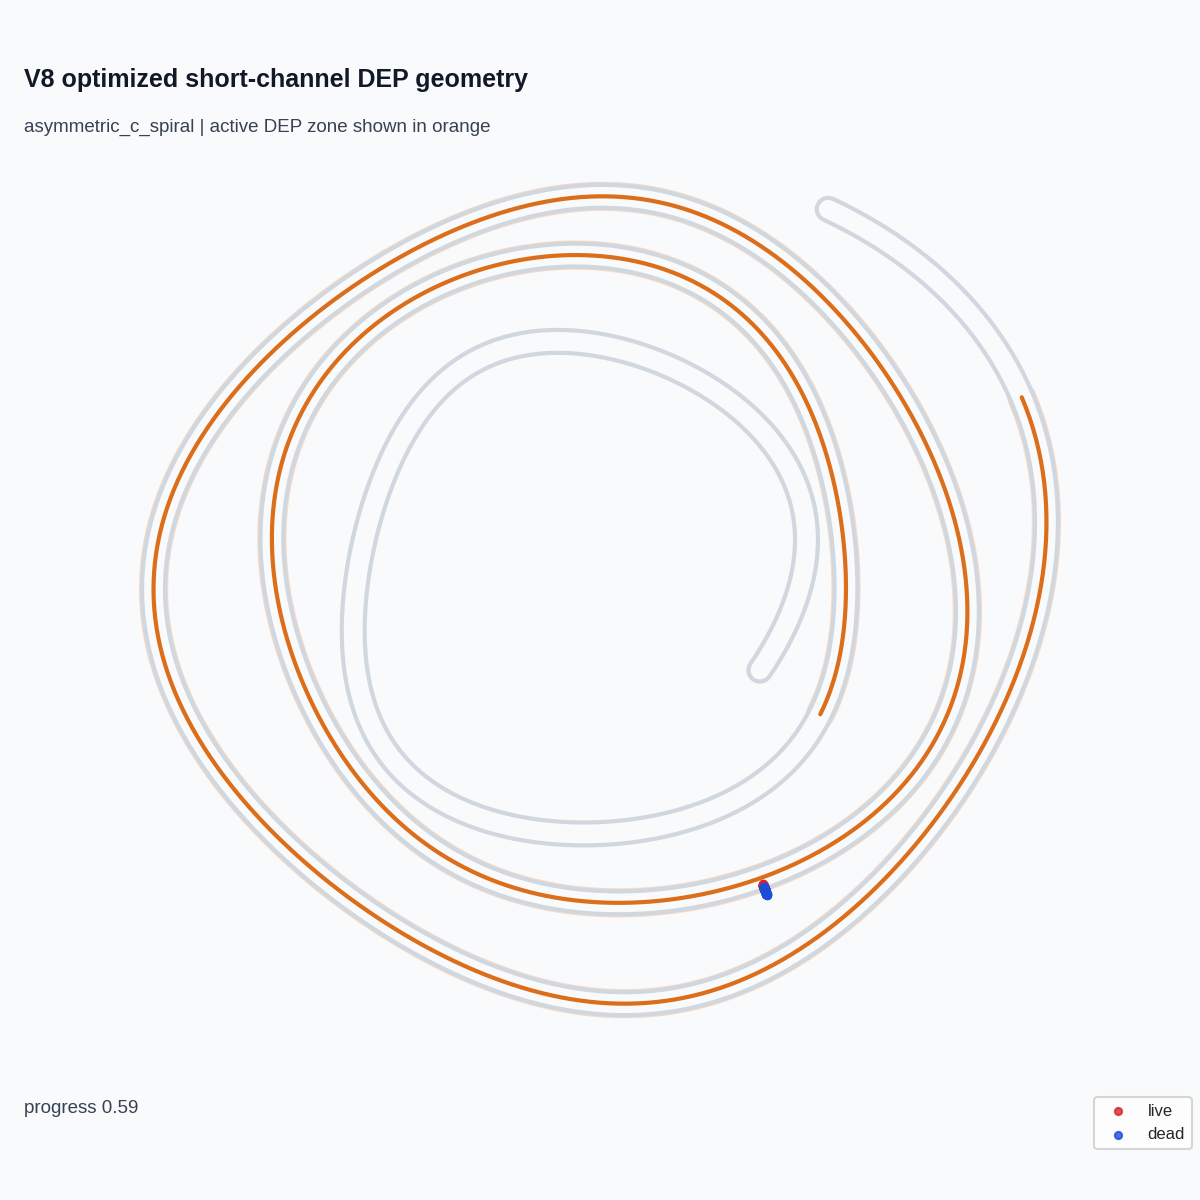 V8 optimized short-channel DEP geometry
asymmetric_c_spiral | active DEP zone shown in orange
progress 0.59
live
dead